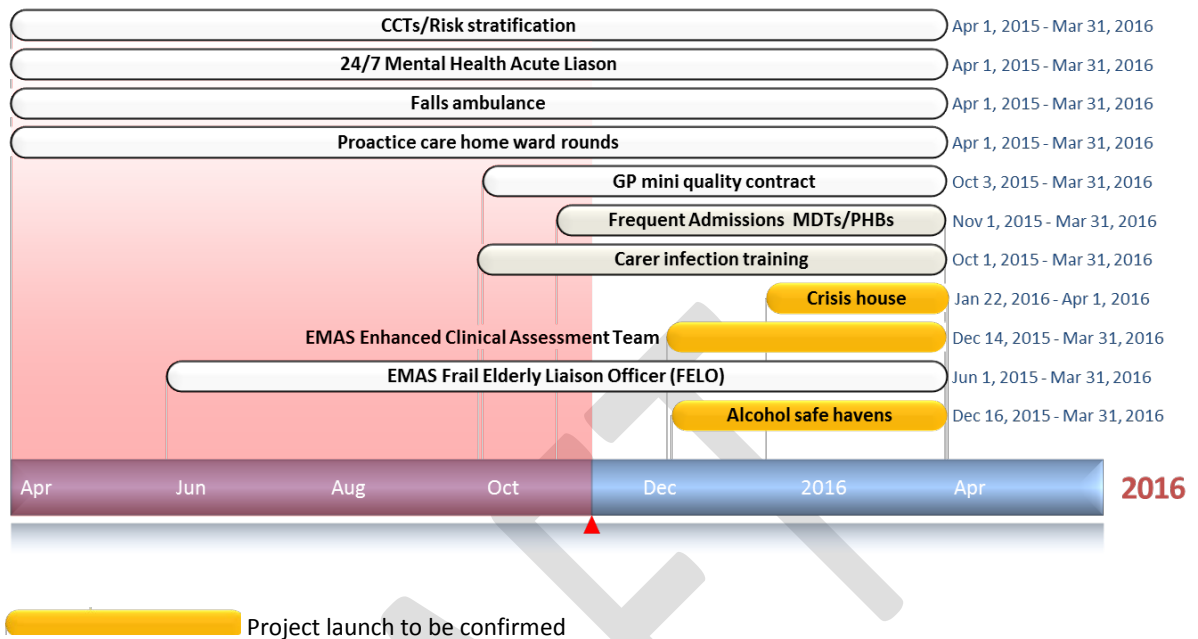 CCTs/Risk stratification Apr 1, 2015 - Mar 31, 2016
24/7 Mental Health Acute Liason Apr 1, 2015 - Mar 31, 2016
Falls ambulance Apr 1, 2015 - Mar 31, 2016
Proactice care home ward rounds Apr 1, 2015 - Mar 31, 2016
GP mini quality contract Oct 3, 2015 - Mar 31, 2016
Frequent Admissions MDTs/PHBs Nov 1, 2015 - Mar 31, 2016
Carer infection training Oct 1, 2015 - Mar 31, 2016
Crisis house Jan 22, 2016 - Apr 1, 2016
EMAS Enhanced Clinical Assessment Team Dec 14, 2015 - Mar 31, 2016
EMAS Frail Elderly Liaison Officer (FELO) Jun 1, 2015 - Mar 31, 2016
Alcohol safe havens Dec 16, 2015 - Mar 31, 2016
Apr Jun Aug Oct Dec 2016 Apr 2016
Project launch to be confirmed